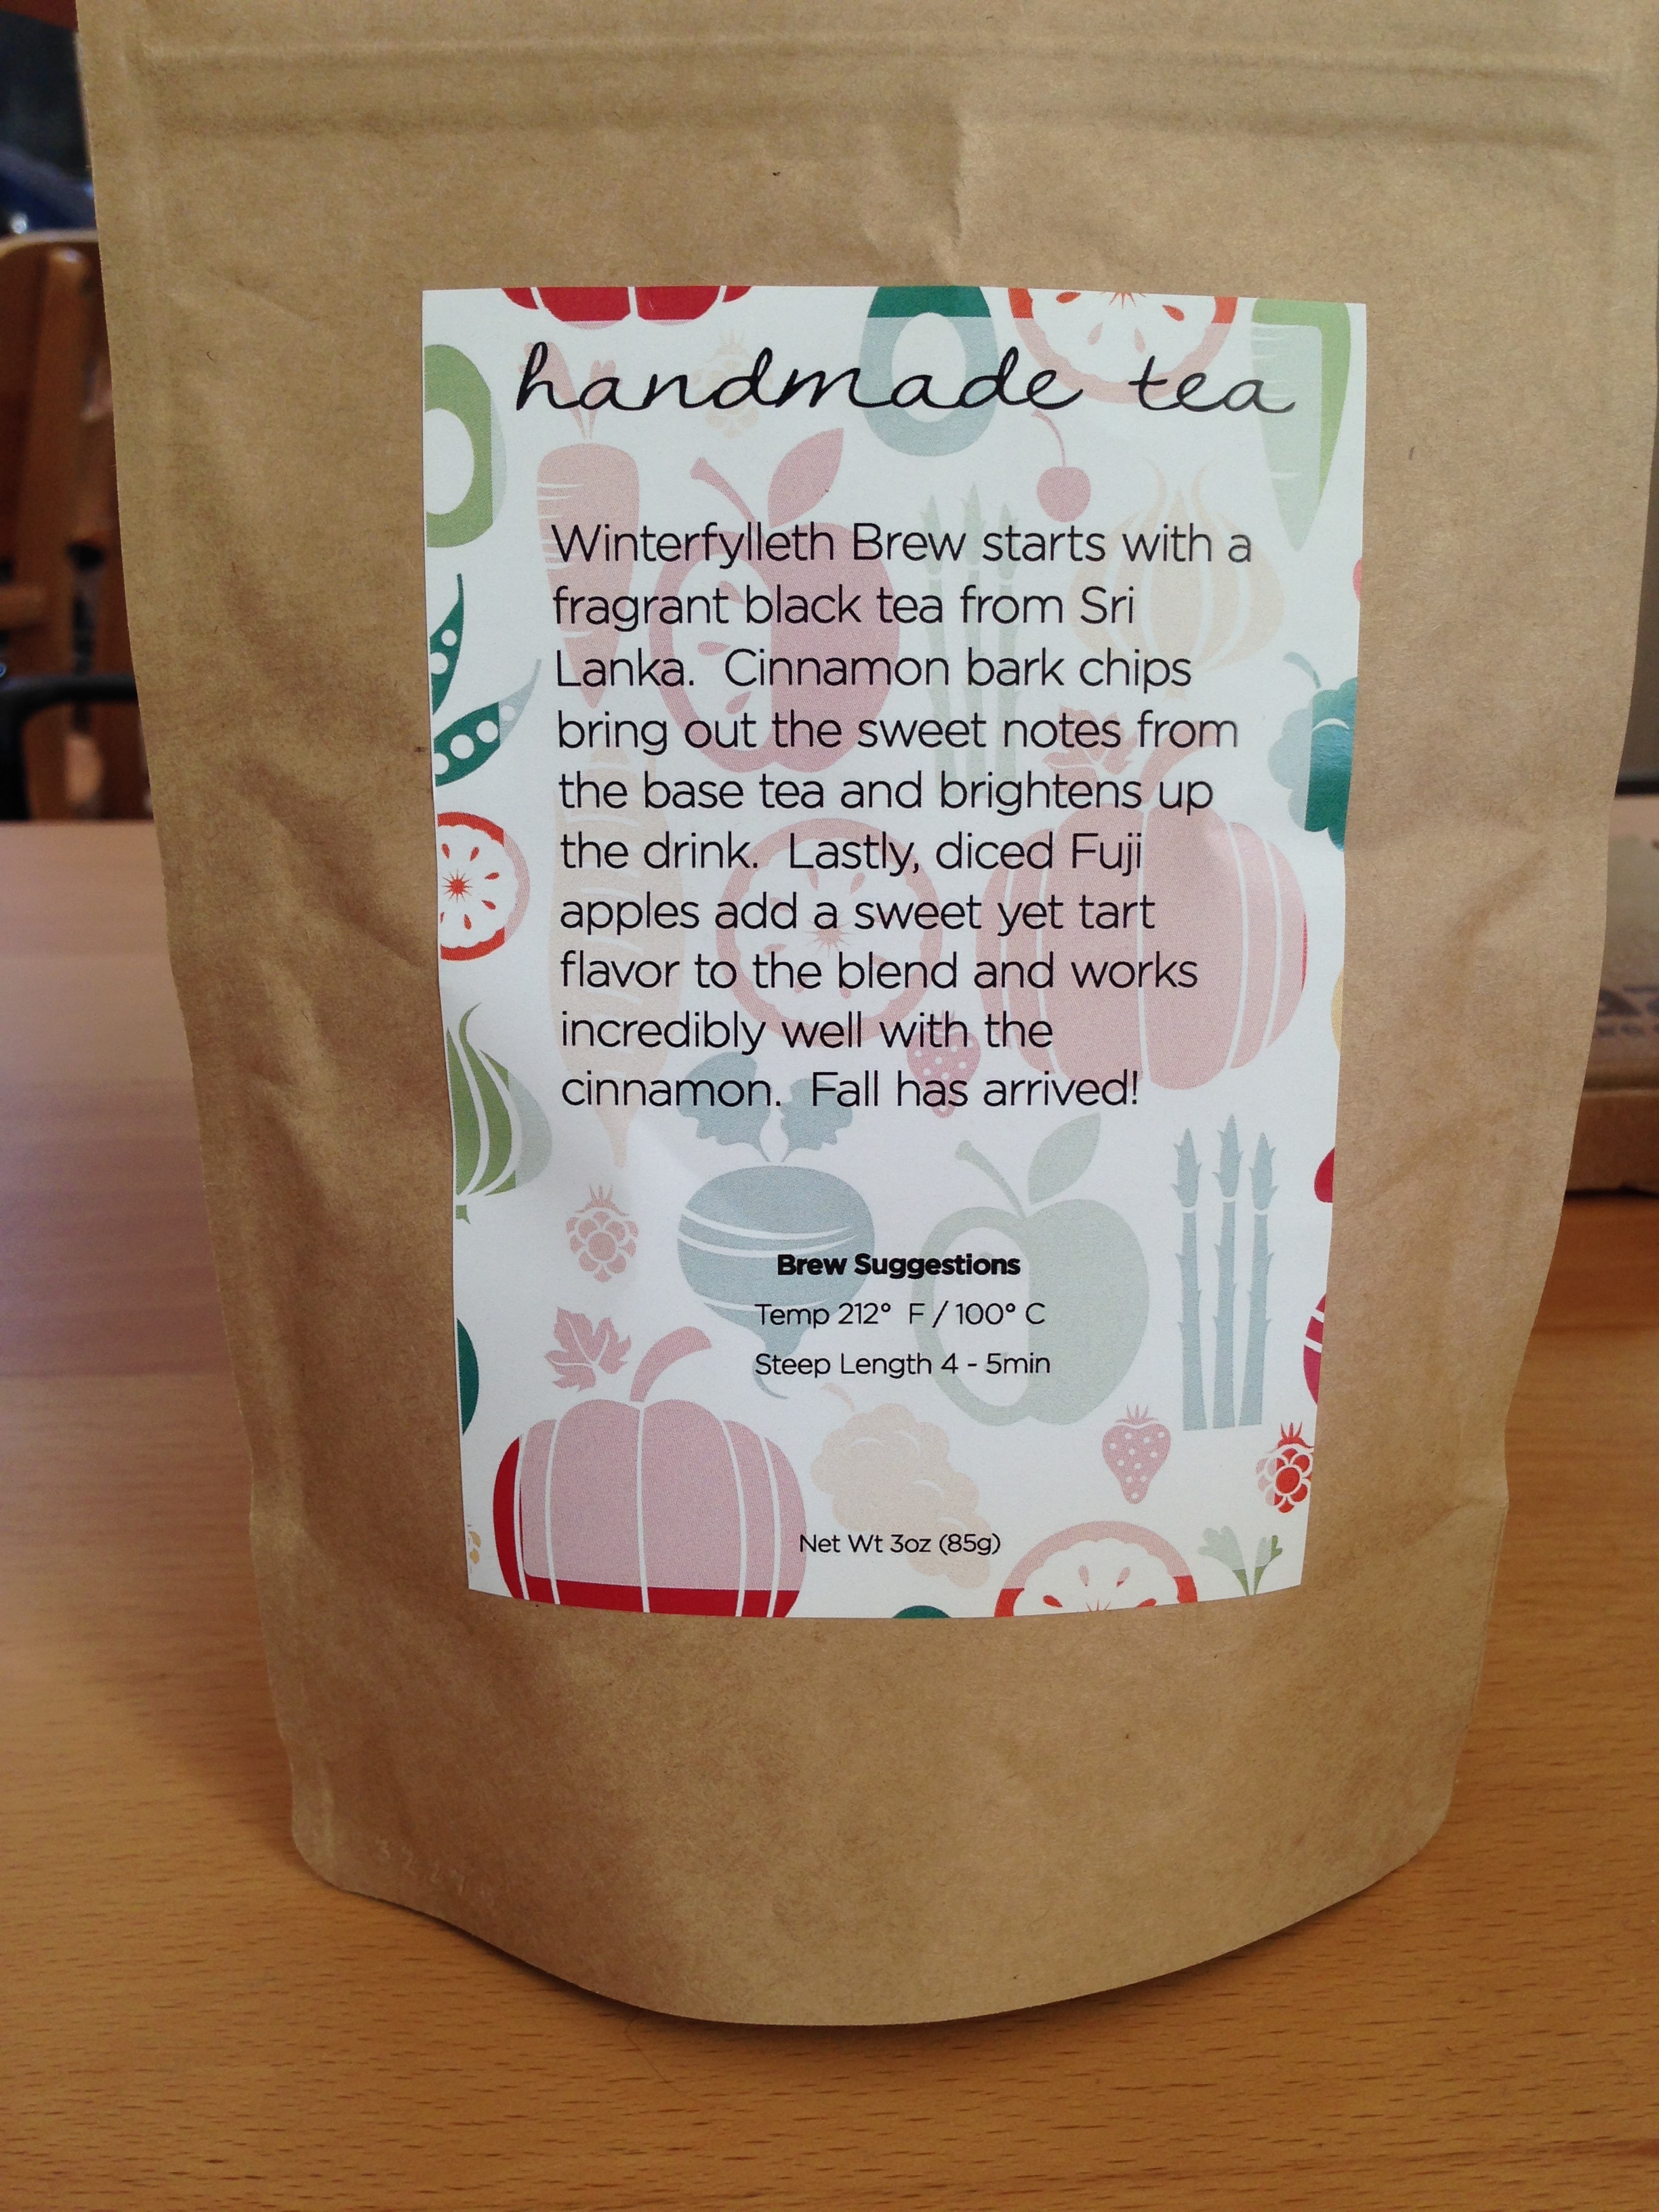 handmade tea
Winterfylleth Brew starts with a
fragrant black tea from Sri
Lanka.  Cinnamon bark chips
bring out the sweet notes from
the base tea and brightens up
the drink.  Lastly, diced Fuji
apples add a sweet yet tart
flavor to the blend and works
incredibly well with the
cinnamon.  Fall has arrived!
Brew Suggestions
Temp 212°  F / 100° C
Steep Length 4 - 5min
Net Wt 3oz (85g)